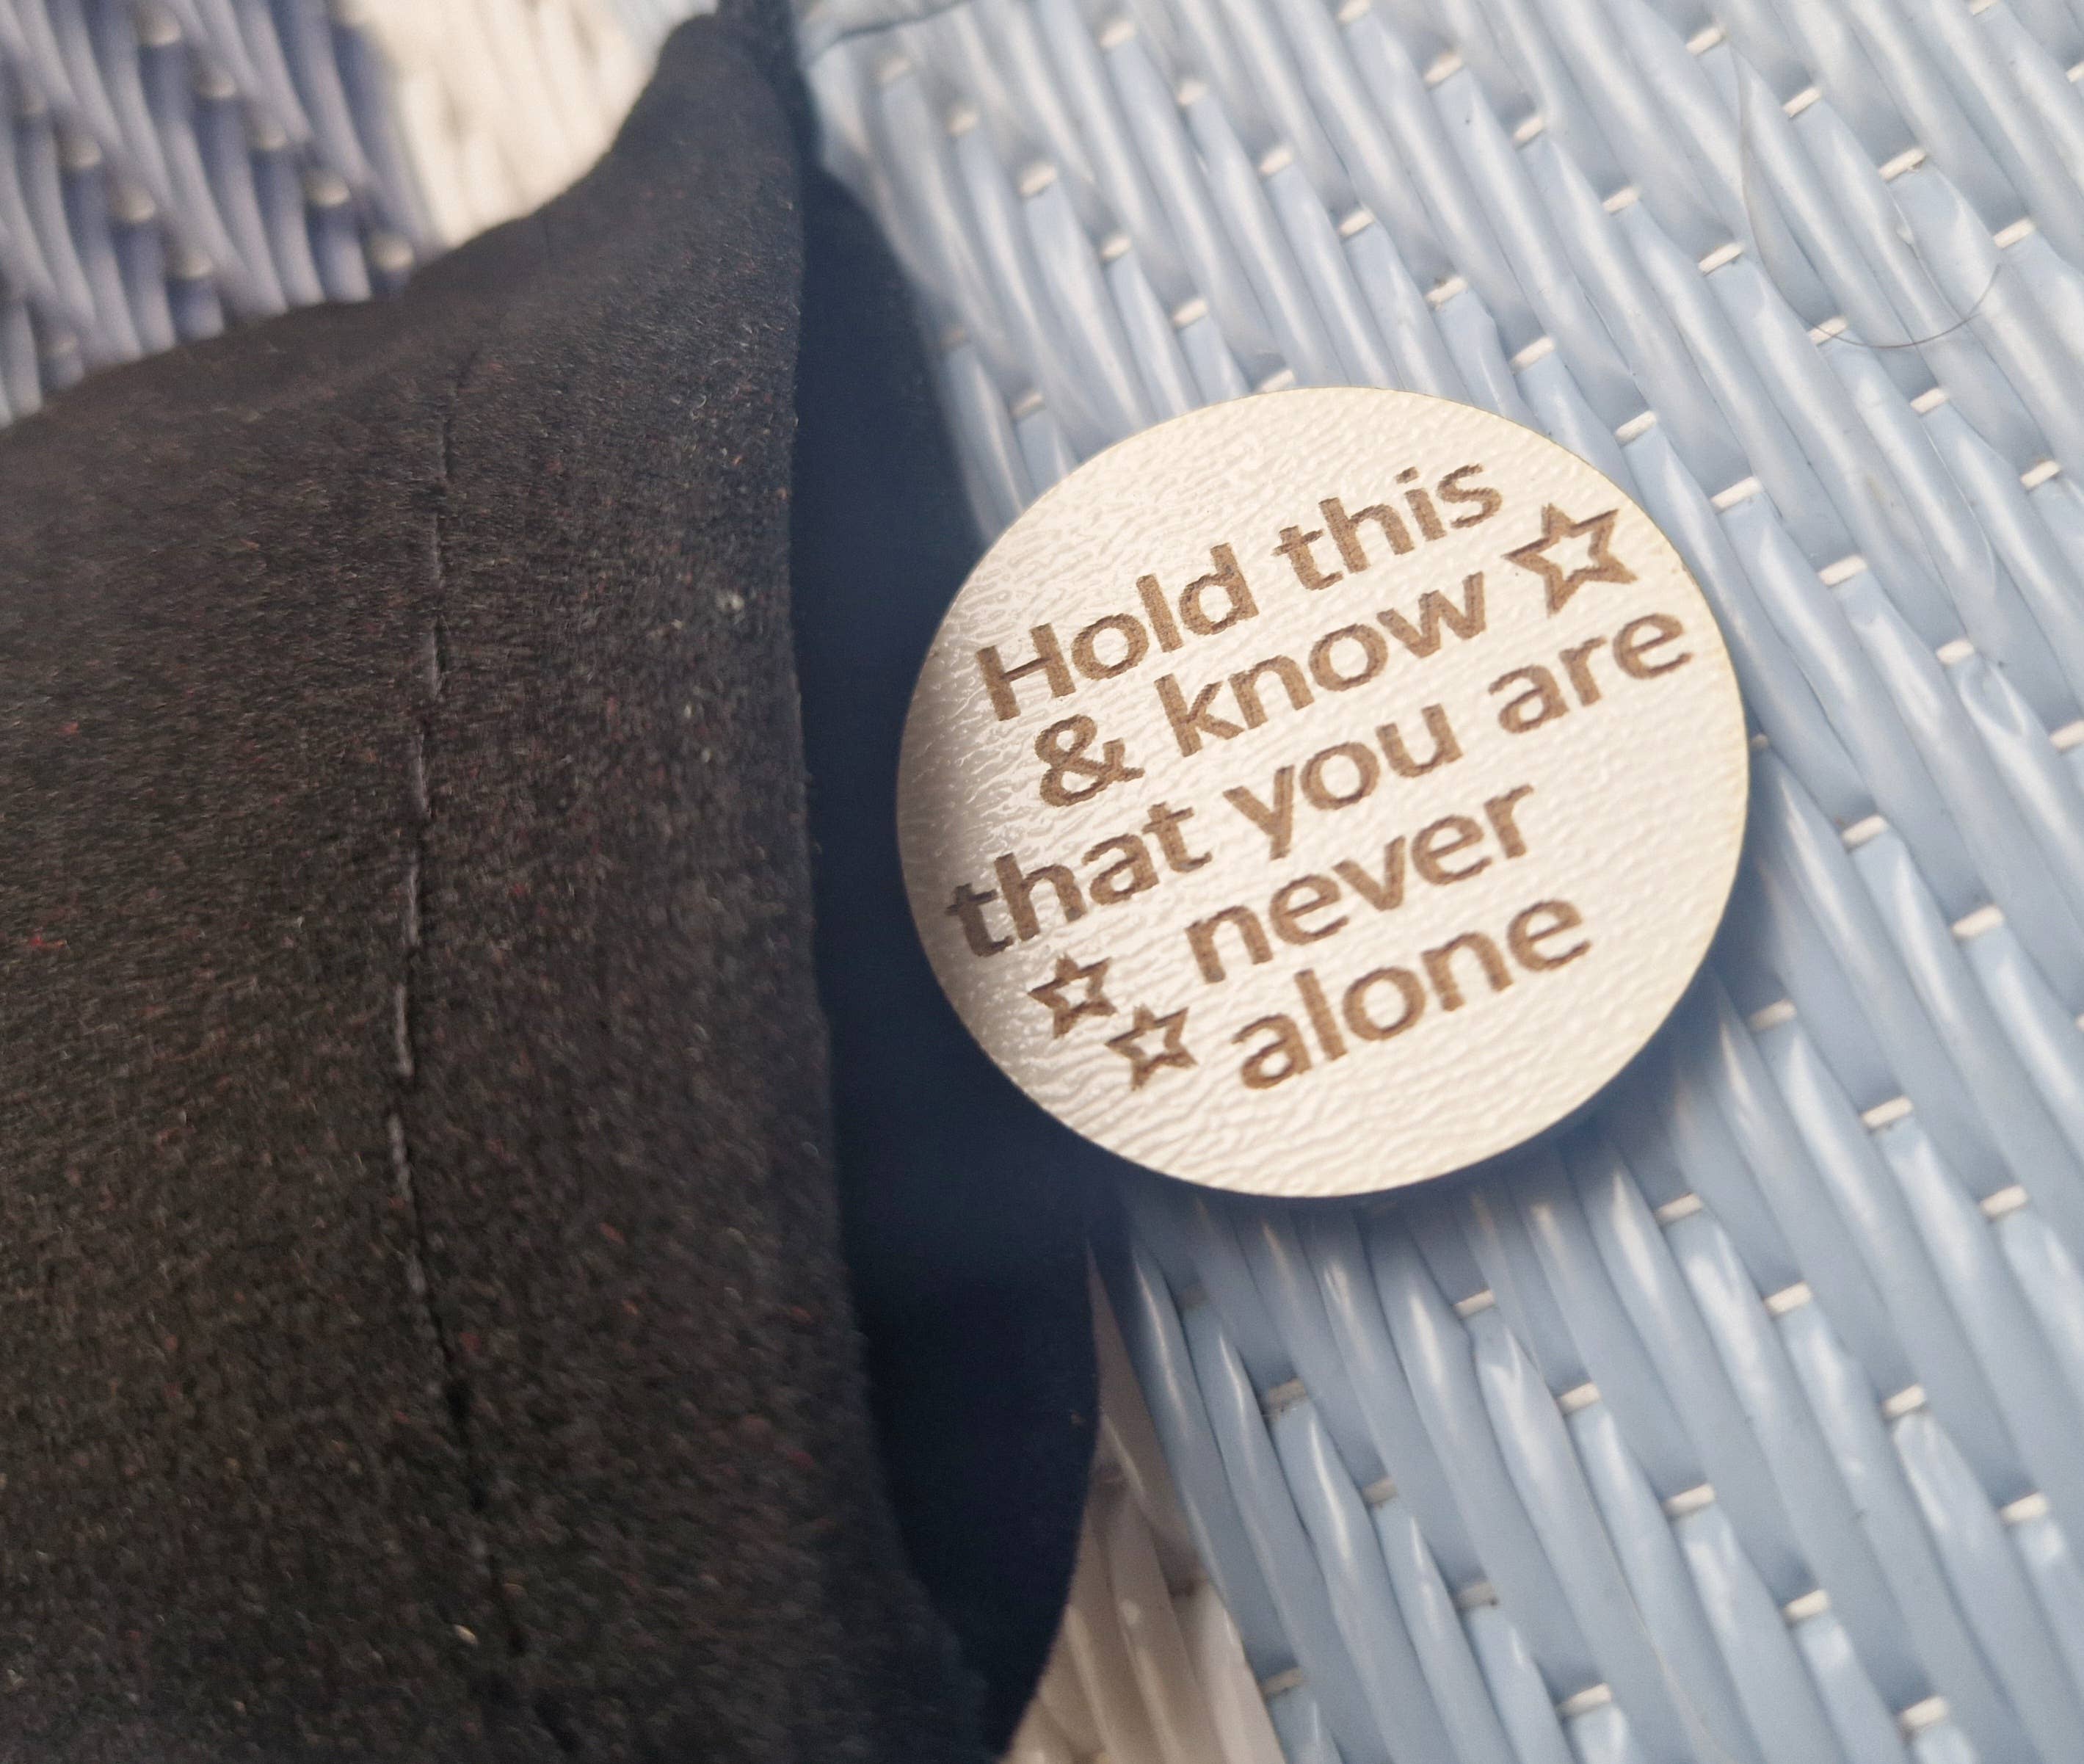 Hold this
& know
that you are
never
alone